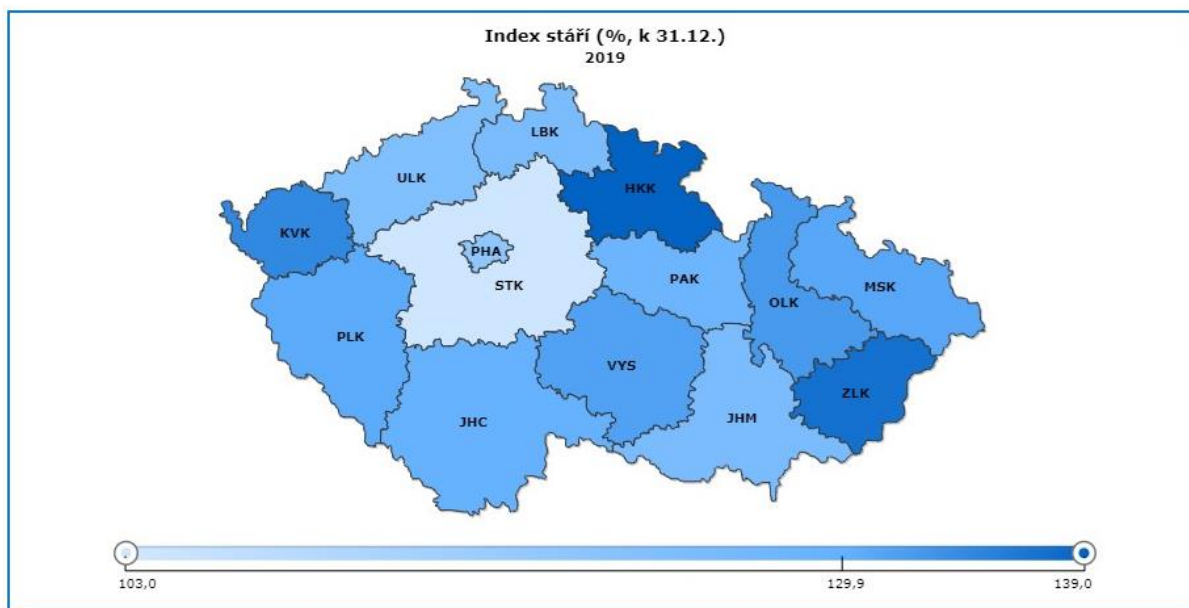 Index stáří (%, k 31.12.)
2019
LBK
ULK
HKK
KVK
PHA
STK
PAK
MSK
OLK
PLK
VYS
ZLK
JHC
JHM
103,0
129,9
139,0